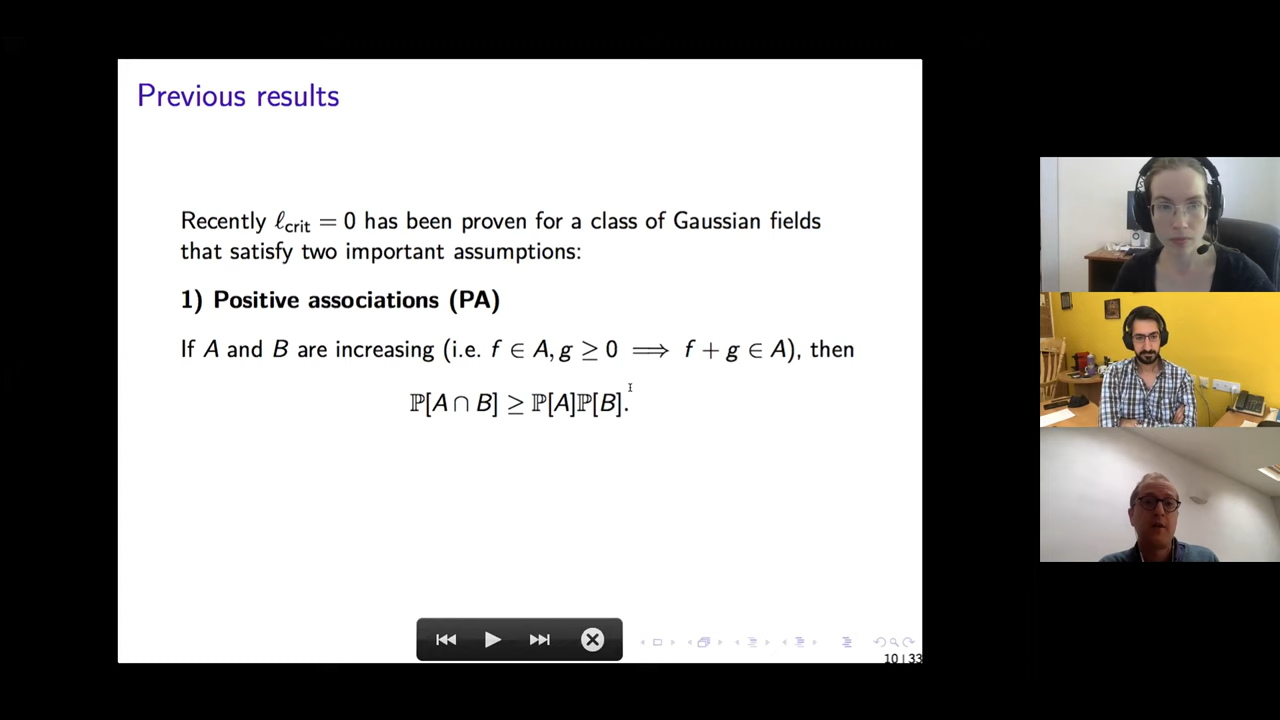 Previous results
Recently ℓcrit = 0 has been proven for a class of Gaussian fields
that satisfy two important assumptions:
1) Positive associations (PA)
If A and B are increasing (i.e. f ∈ A, g ≥ 0 ⟹ f + g ∈ A), then
ℙ[A ∩ B] ≥ ℙ[A]ℙ[B].
10 | 33